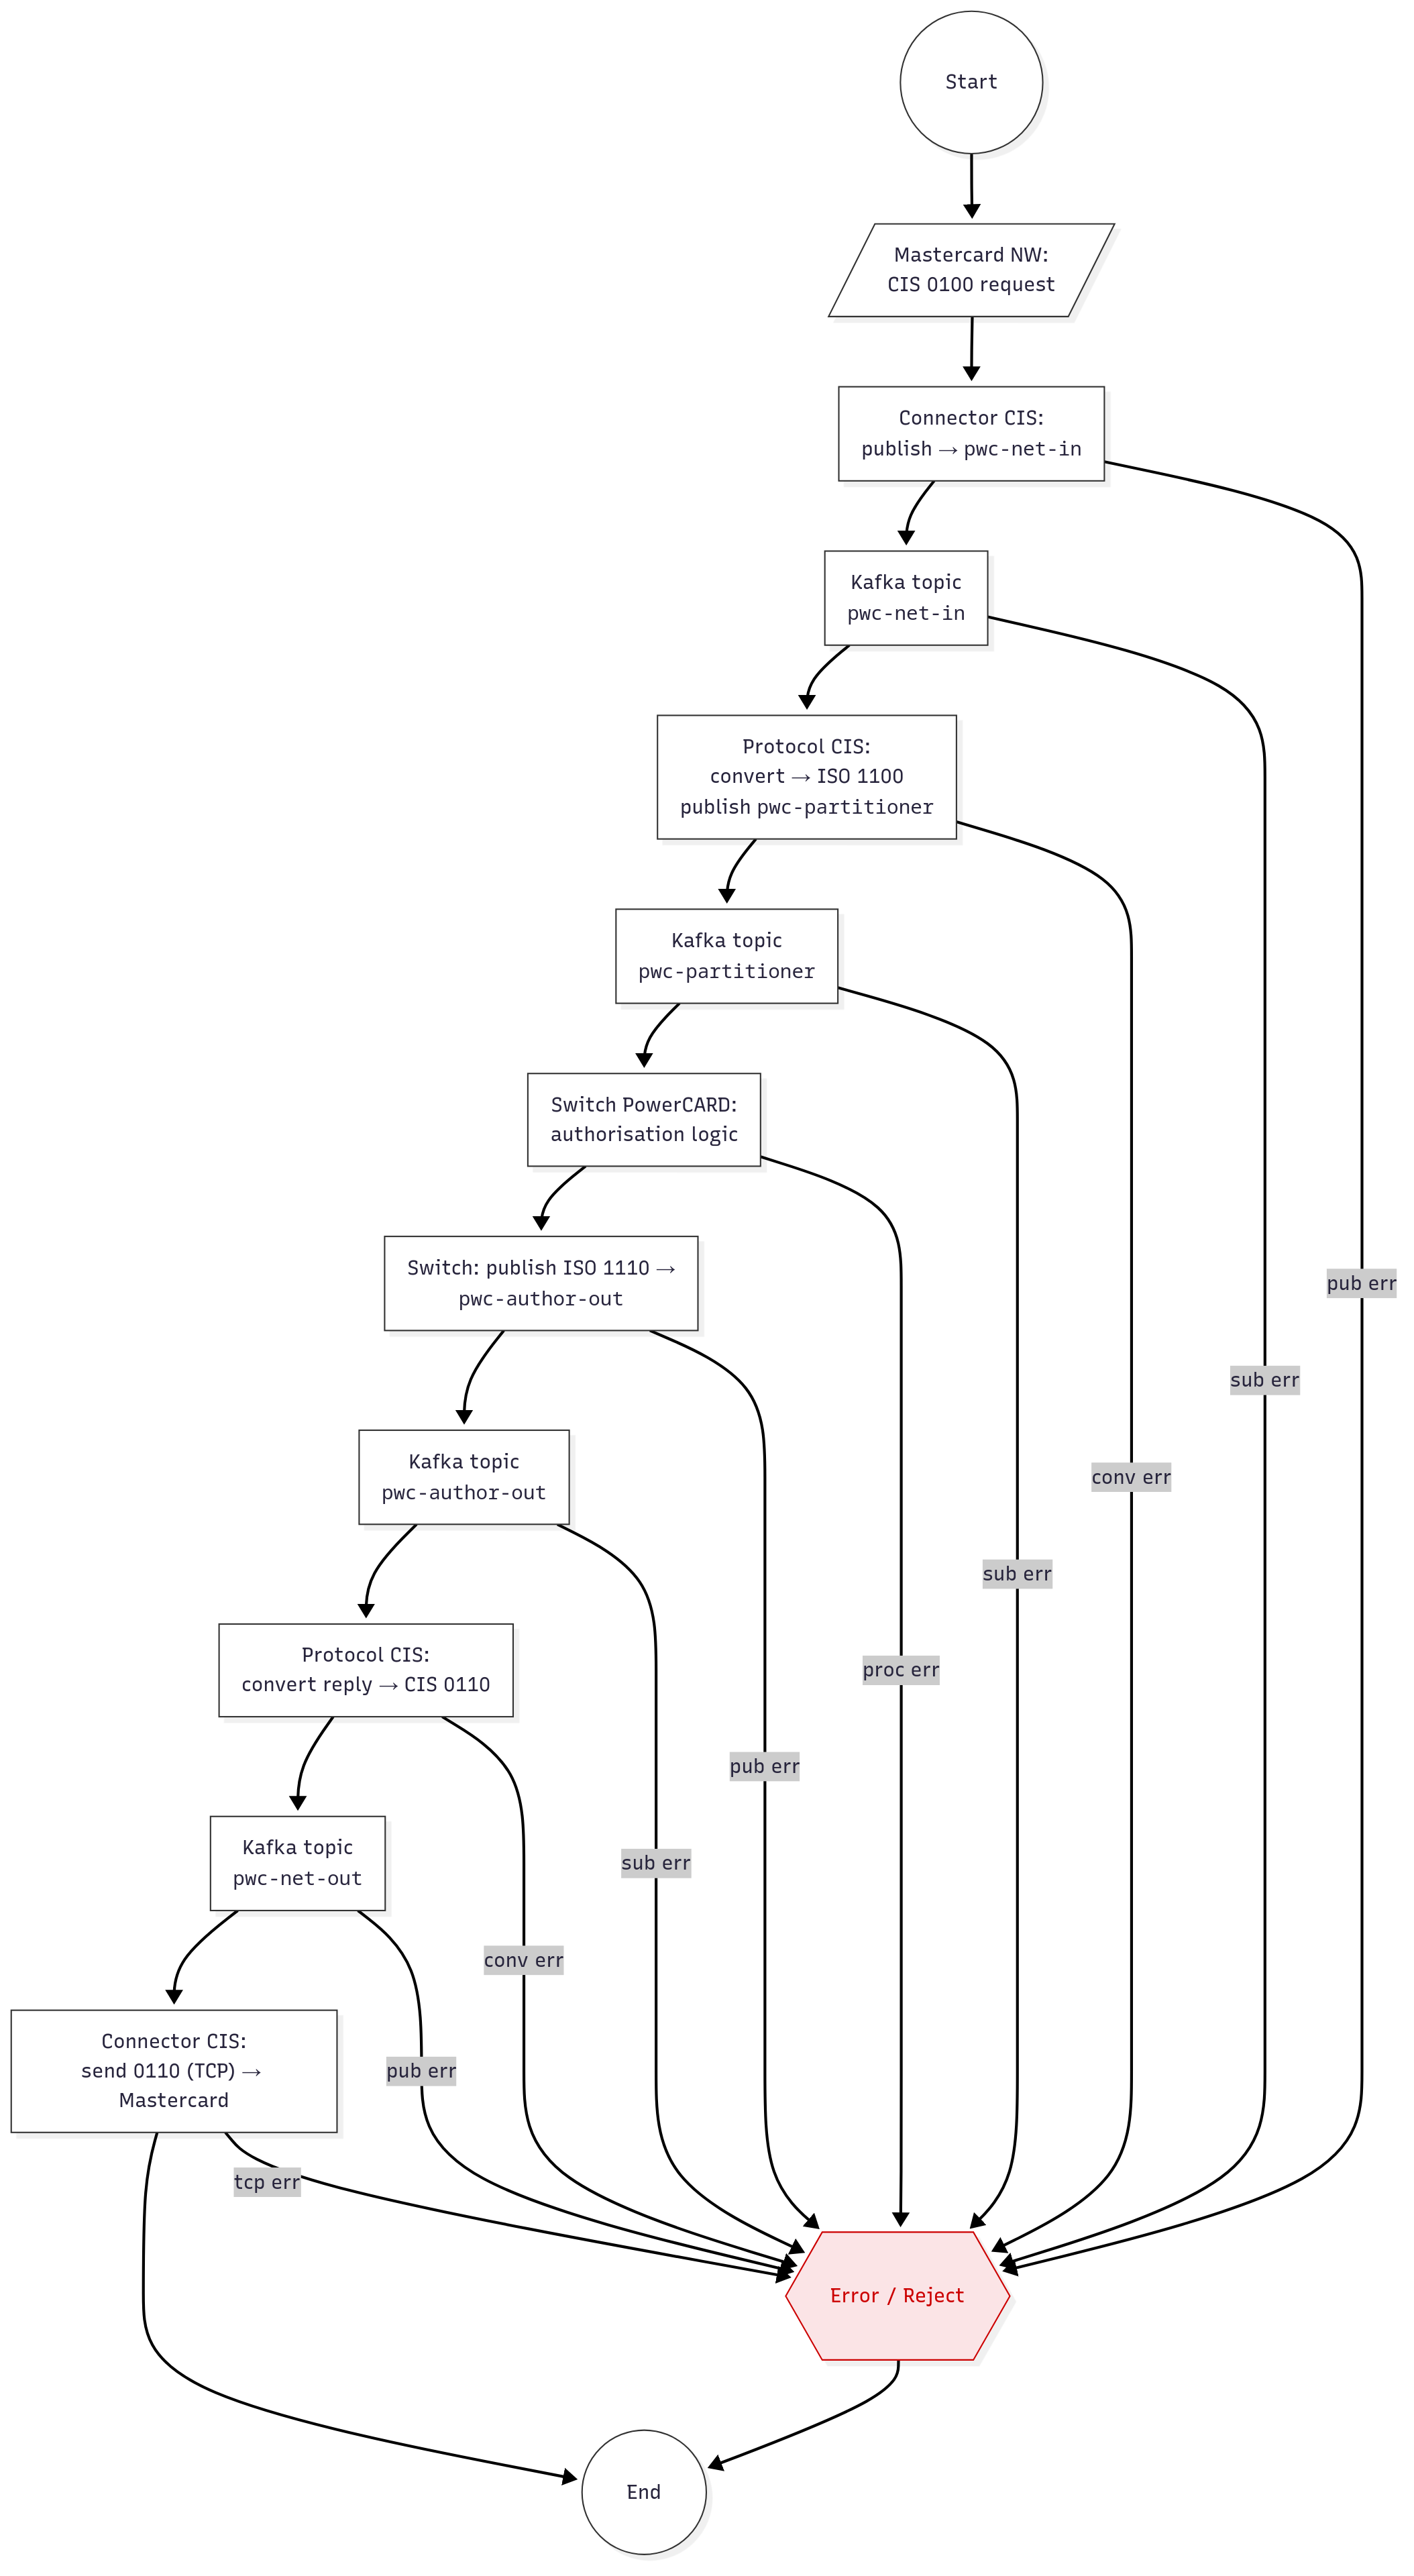 Start
Mastercard NW:
CIS 0100 request
Connector CIS:
publish → pwc-net-in
Kafka topic
pwc-net-in
Protocol CIS:
convert → ISO 1100
publish pwc-partitioner
Kafka topic
pwc-partitioner
Switch PowerCARD:
authorisation logic
Switch: publish ISO 1110 →
pwc-author-out
pub err
sub err
Kafka topic
pwc-author-out
conv err
sub err
Protocol CIS:
convert reply → CIS 0110
proc err
pub err
Kafka topic
pwc-net-out
sub err
conv err
Connector CIS:
send 0110 (TCP) →
Mastercard
pub err
tcp err
Error / Reject
End